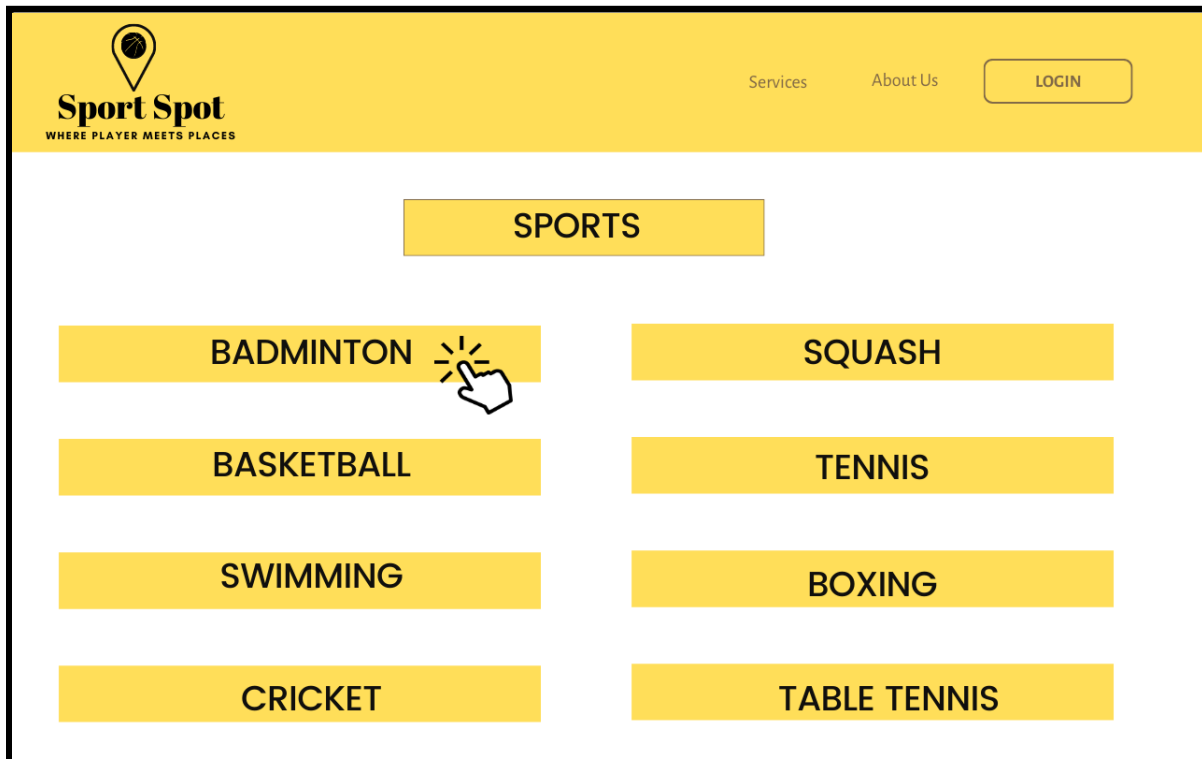 Sport Spot
WHERE PLAYER MEETS PLACES
Services
About Us
LOGIN
SPORTS
BADMINTON
SQUASH
BASKETBALL
TENNIS
SWIMMING
BOXING
CRICKET
TABLE TENNIS